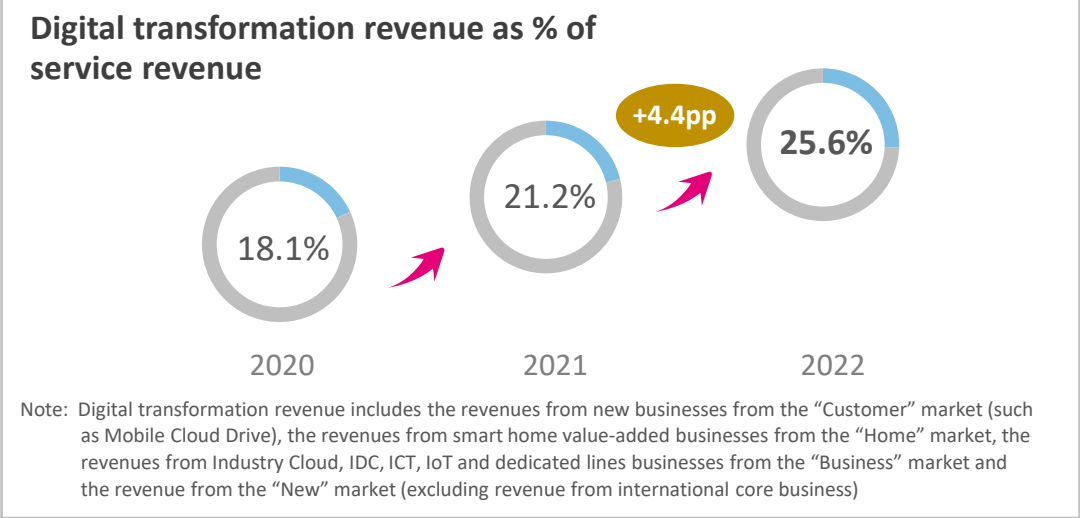 Digital transformation revenue as % of
service revenue
+4.4pp
25.6%
21.2%
18.1%
2020
2021
2022
Note: Digital transformation revenue includes the revenues from new businesses from the “Customer” market (such
as Mobile Cloud Drive), the revenues from smart home value-added businesses from the “Home” market, the
revenues from Industry Cloud, IDC, ICT, IoT and dedicated lines businesses from the “Business” market and
the revenue from the “New” market (excluding revenue from international core business)